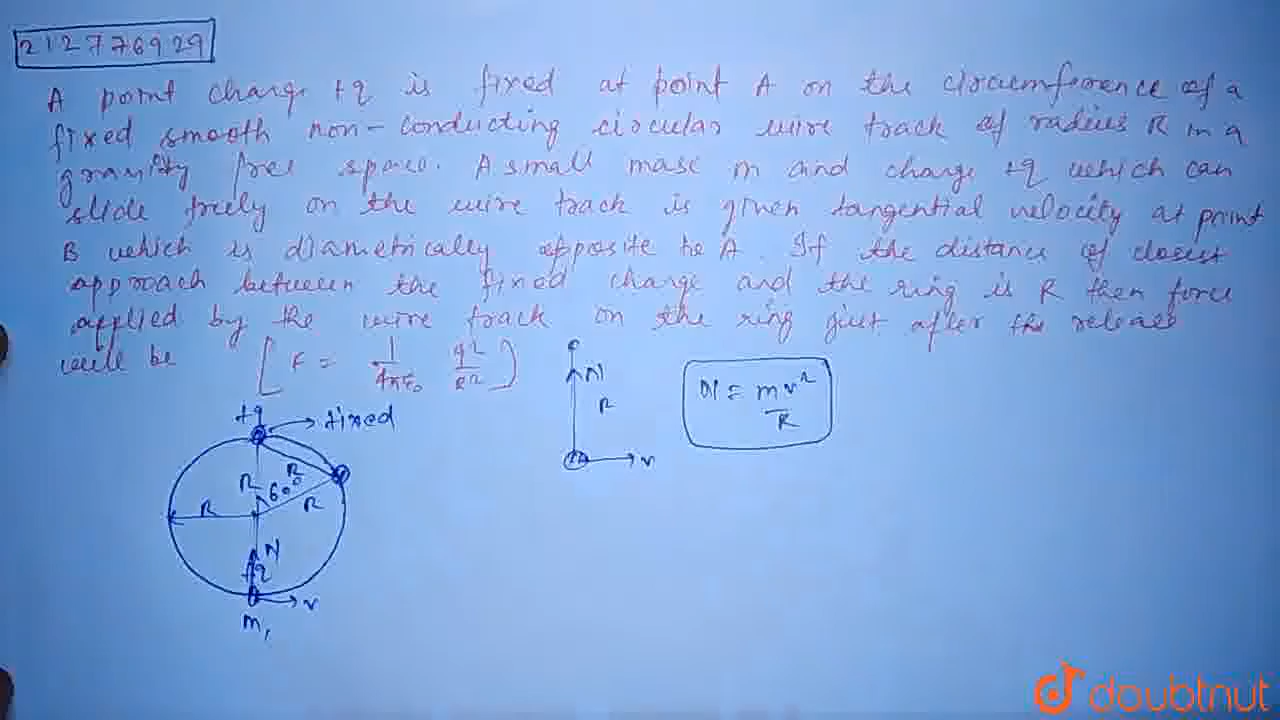 212776929
A point charge +q is fixed at point A on the circumference of a
fixed smooth non-conducting circular wire track of radius R in a
gravity free space. A small mass m and charge +q which can
slide freely on the wire track is given tangential velocity at point
B which is diametrically opposite to A. If the distance of closest
approach between the fixed charge and the ring is R then force
applied by the wire track on the ring just after the release
will be [F = 1/4πε₀ q²/R²]
N
R
v
N = mv²/R
+q → fixed
R
R
60°
R
R
N
+q
v
m,
doubtnut